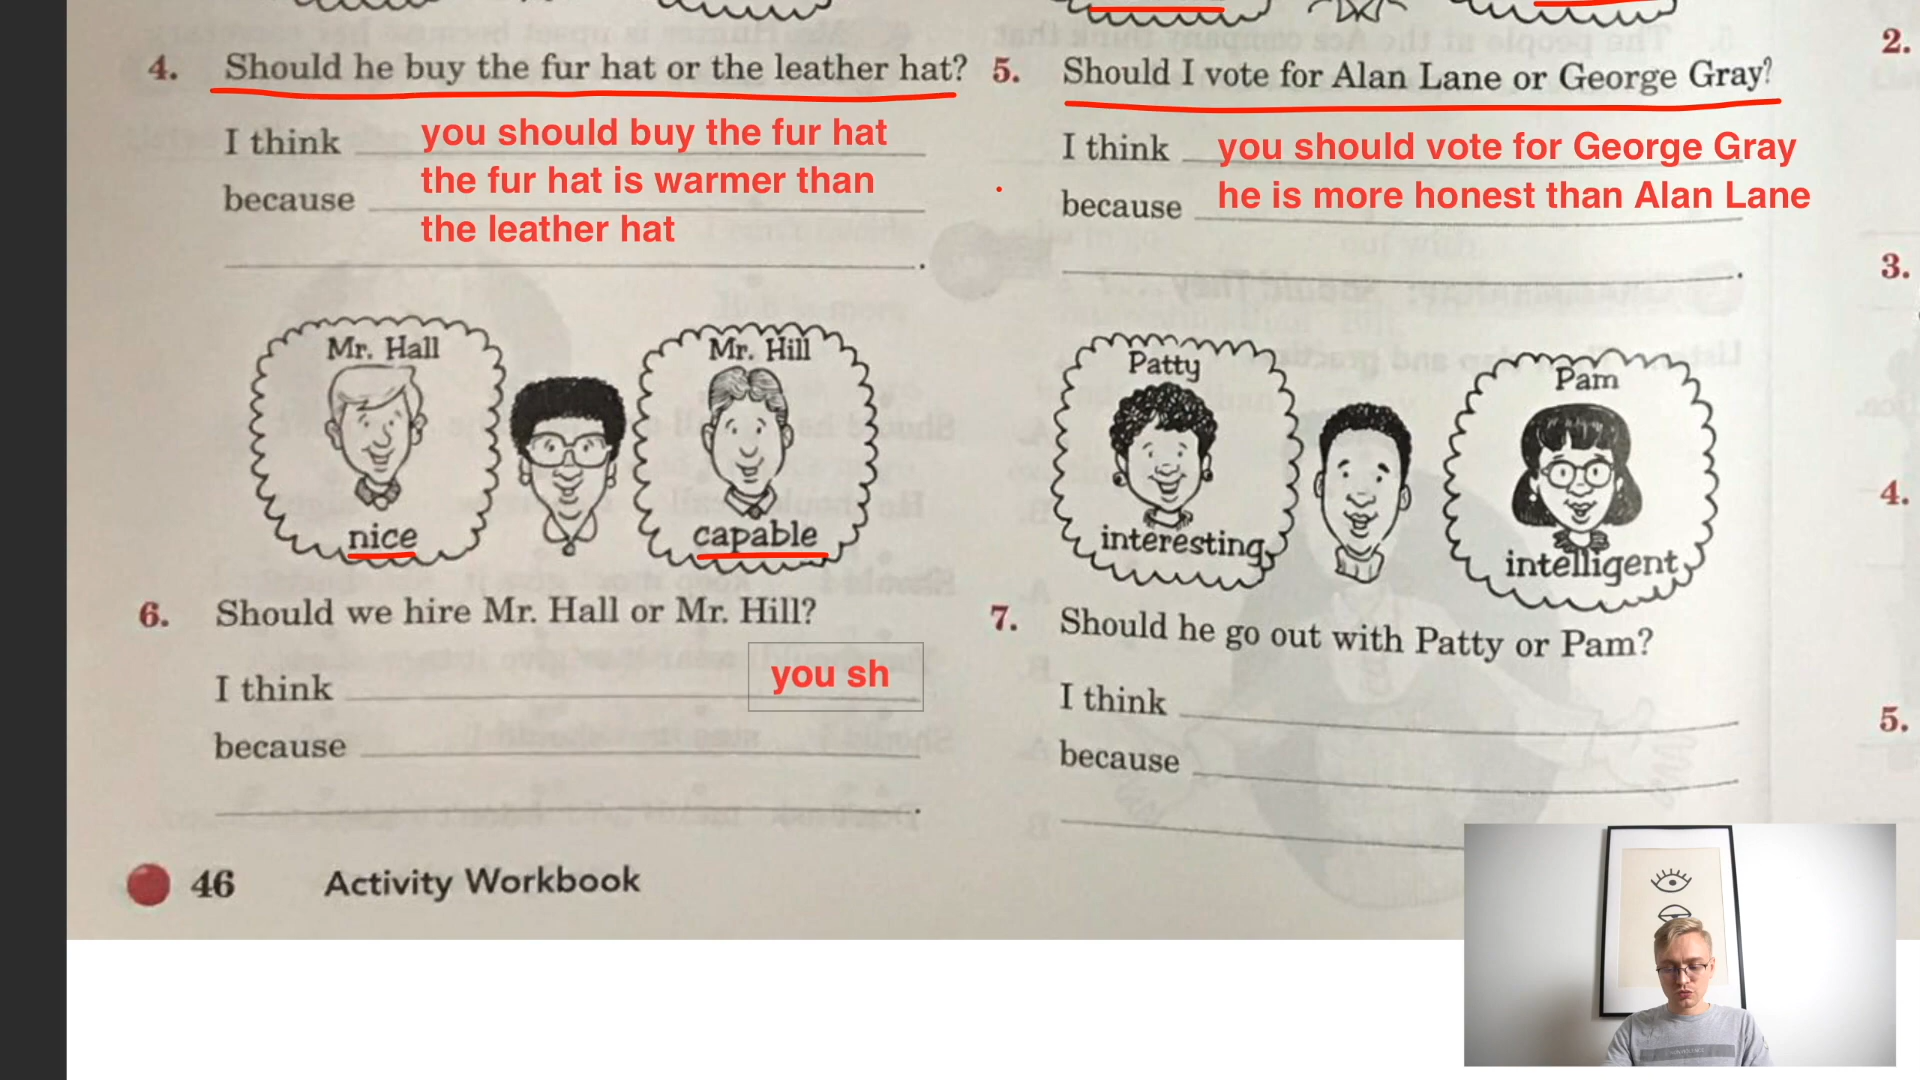 4. Should he buy the fur hat or the leather hat?
I think you should buy the fur hat
because the fur hat is warmer than
the leather hat
.
5. Should I vote for Alan Lane or George Gray?
I think you should vote for George Gray
because he is more honest than Alan Lane
.
Mr. Hall
nice
Mr. Hill
capable
6. Should we hire Mr. Hall or Mr. Hill?
I think you sh
because
.
Patty
interesting
Pam
intelligent
7. Should he go out with Patty or Pam?
I think
because
46 Activity Workbook
2.
3.
4.
5.